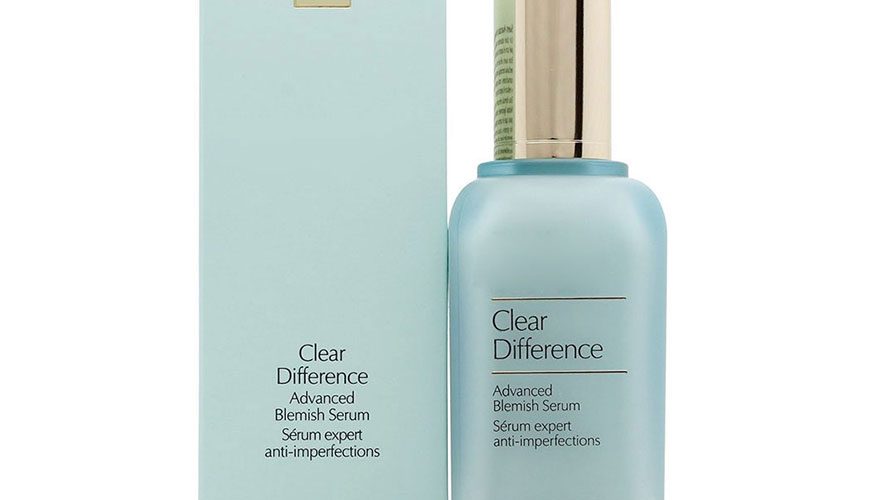 Clear
Difference
Advanced
Blemish Serum
Sérum expert
anti-imperfections
Clear
Difference
Advanced
Blemish Serum
Sérum expert
anti-imperfections